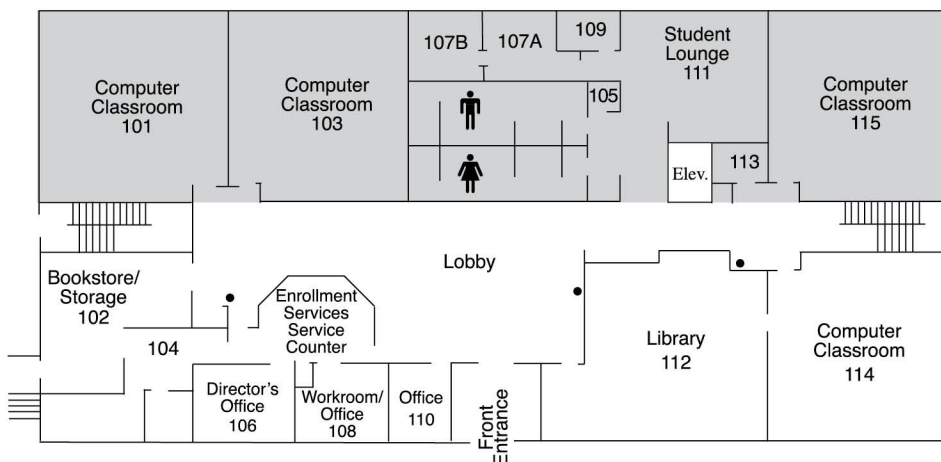 107B
107A
109
Student
Lounge
111
Computer
Classroom
101
Computer
Classroom
103
105
Computer
Classroom
115
Elev.
113
Lobby
Bookstore/
Storage
102
Enrollment
Services
Service
Counter
104
Library
112
Computer
Classroom
114
Director's
Office
106
Workroom/
Office
108
Office
110
Front
Entrance